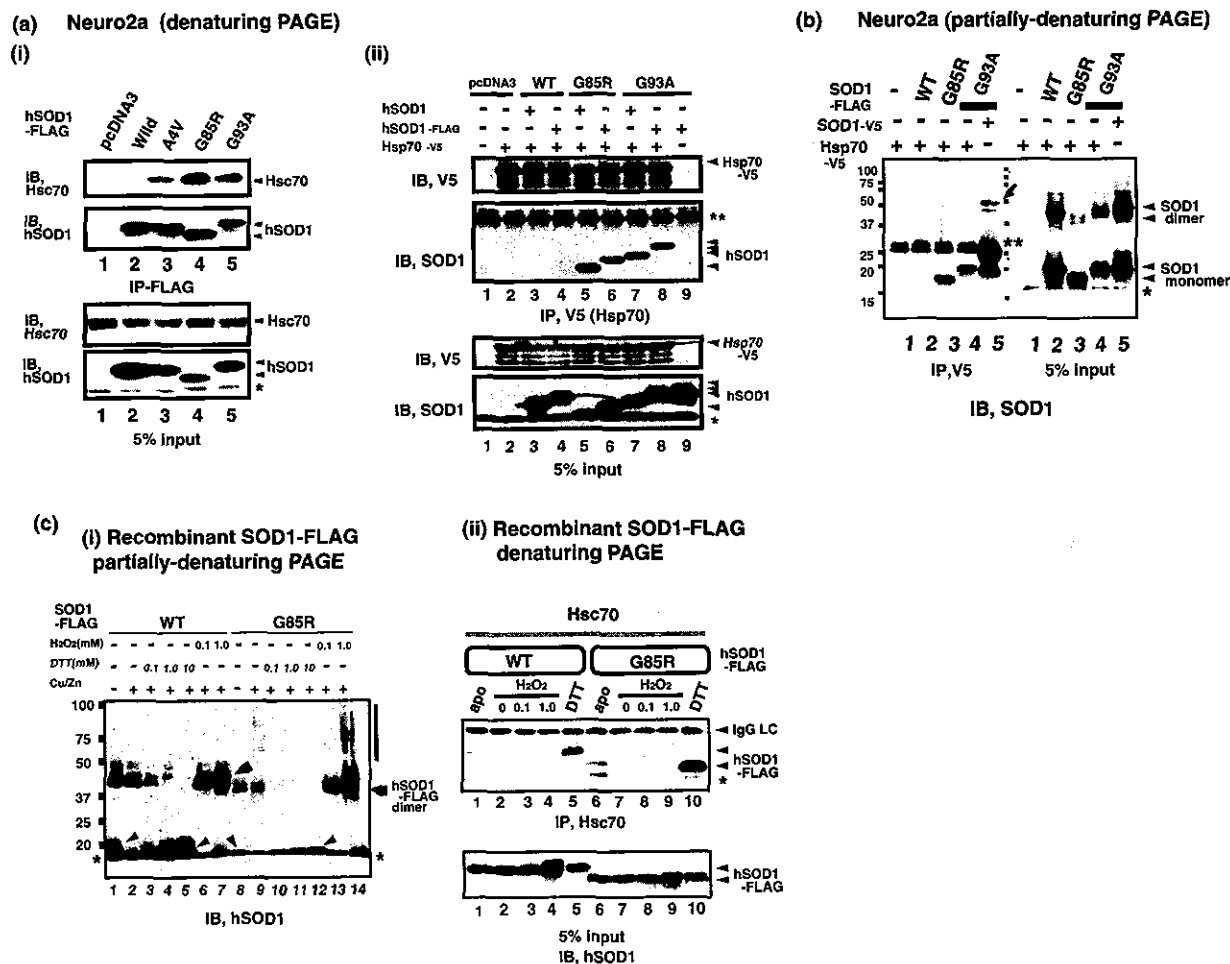 (a) Neuro2a (denaturing PAGE)
(i)
hSOD1
-FLAG
pcDNA3
Wild
A4V
G85R
G93A
IB,
Hsc70
Hsc70
IB,
hSOD1
hSOD1
1 2 3 4 5
IP-FLAG
IB,
Hsc70
Hsc70
IB,
hSOD1
hSOD1
*
1 2 3 4 5
5% input
(ii)
pcDNA3 WT G85R G93A
hSOD1 - - + - + - + - -
hSOD1 -FLAG - - - + - + - + +
Hsp70 -V5 - + + + + + + + -
IB, V5
Hsp70
-V5
**
IB, SOD1
hSOD1
1 2 3 4 5 6 7 8 9
IP, V5 (Hsp70)
IB, V5
Hsp70
-V5
IB, SOD1
hSOD1
*
1 2 3 4 5 6 7 8 9
5% input
(b) Neuro2a (partially-denaturing PAGE)
SOD1
-FLAG
- WT G85R G93A - WT G85R G93A
SOD1-V5 - - - - + - - - - +
Hsp70
-V5
+ + + + - + + + + -
100
75
50
37
25
20
15
**
SOD1
dimer
SOD1
monomer
*
1 2 3 4 5 1 2 3 4 5
IP,V5 5% input
IB, SOD1
(c) (i) Recombinant SOD1-FLAG
partially-denaturing PAGE
SOD1
-FLAG
WT G85R
H2O2(mM) - - - - - 0.1 1.0 - - - - - 0.1 1.0
DTT(mM) - - 0.1 1.0 10 - - - - 0.1 1.0 10 - -
Cu/Zn - + + + + + + - + + + + + +
100
75
50
37
25
20
*
hSOD1
-FLAG
dimer
*
1 2 3 4 5 6 7 8 9 10 11 12 13 14
IB, hSOD1
(ii) Recombinant SOD1-FLAG
denaturing PAGE
Hsc70
WT G85R
hSOD1
-FLAG
H2O2 H2O2
apo 0 0.1 1.0 DTT apo 0 0.1 1.0 DTT
IgG LC
hSOD1
-FLAG
*
1 2 3 4 5 6 7 8 9 10
IP, Hsc70
hSOD1
-FLAG
1 2 3 4 5 6 7 8 9 10
5% input
IB, hSOD1